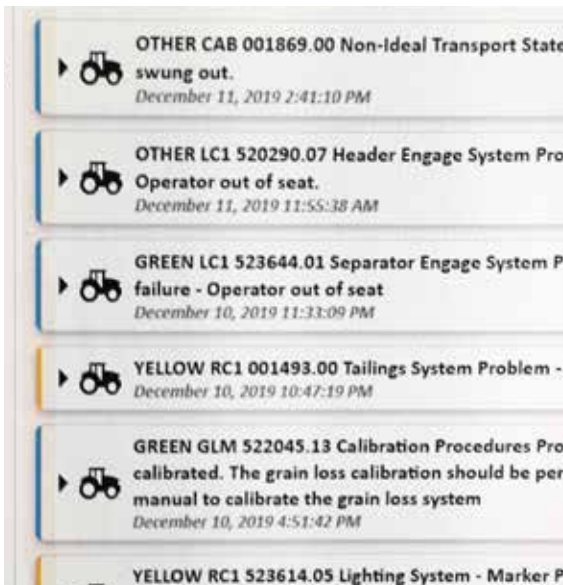 OTHER CAB 001869.00 Non-Ideal Transport State
swung out.
December 11, 2019 2:41:10 PM
OTHER LC1 520290.07 Header Engage System Pro
Operator out of seat.
December 11, 2019 11:55:38 AM
GREEN LC1 523644.01 Separator Engage System P
failure - Operator out of seat
December 10, 2019 11:33:09 PM
YELLOW RC1 001493.00 Tailings System Problem -
December 10, 2019 10:47:19 PM
GREEN GLM 522045.13 Calibration Procedures Pro
calibrated. The grain loss calibration should be per
manual to calibrate the grain loss system
December 10, 2019 4:51:42 PM
YELLOW RC1 523614.05 Lighting System - Marker P